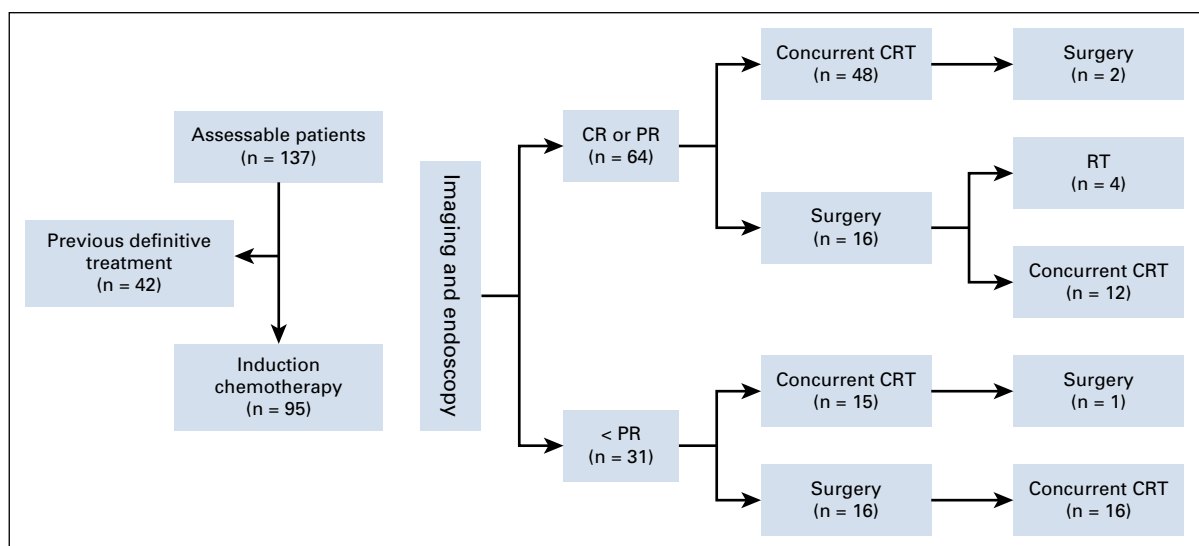 Assessable patients
(n = 137)
Previous definitive
treatment
(n = 42)
Induction
chemotherapy
(n = 95)
Imaging and endoscopy
CR or PR
(n = 64)
Concurrent CRT
(n = 48)
Surgery
(n = 2)
Surgery
(n = 16)
RT
(n = 4)
Concurrent CRT
(n = 12)
< PR
(n = 31)
Concurrent CRT
(n = 15)
Surgery
(n = 1)
Surgery
(n = 16)
Concurrent CRT
(n = 16)